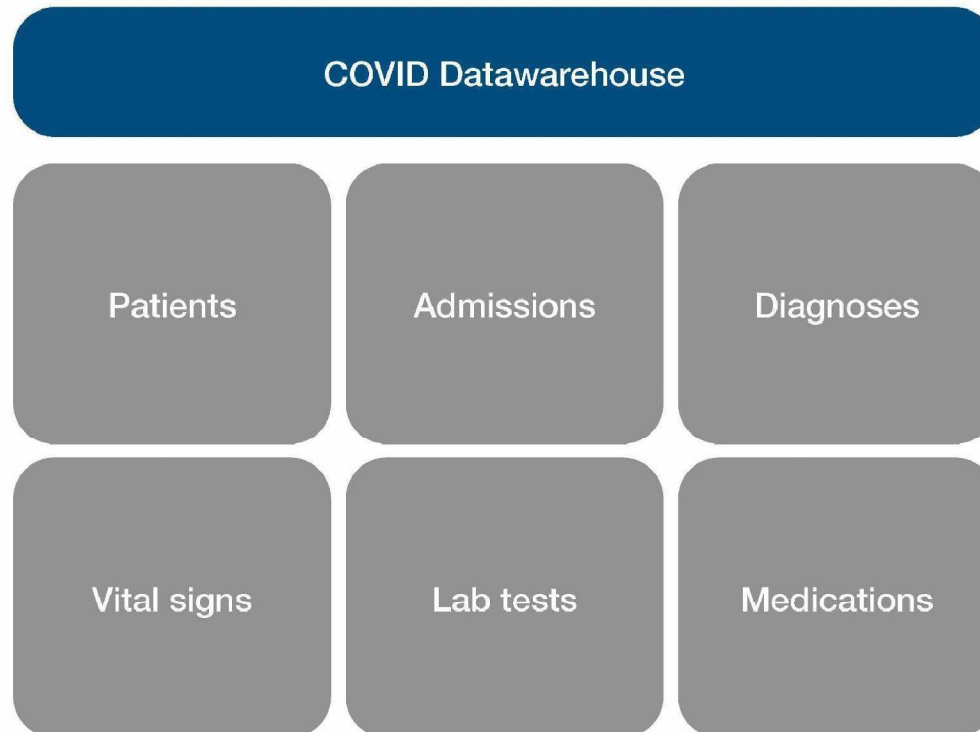 COVID Datawarehouse
Patients
Admissions
Diagnoses
Vital signs
Lab tests
Medications